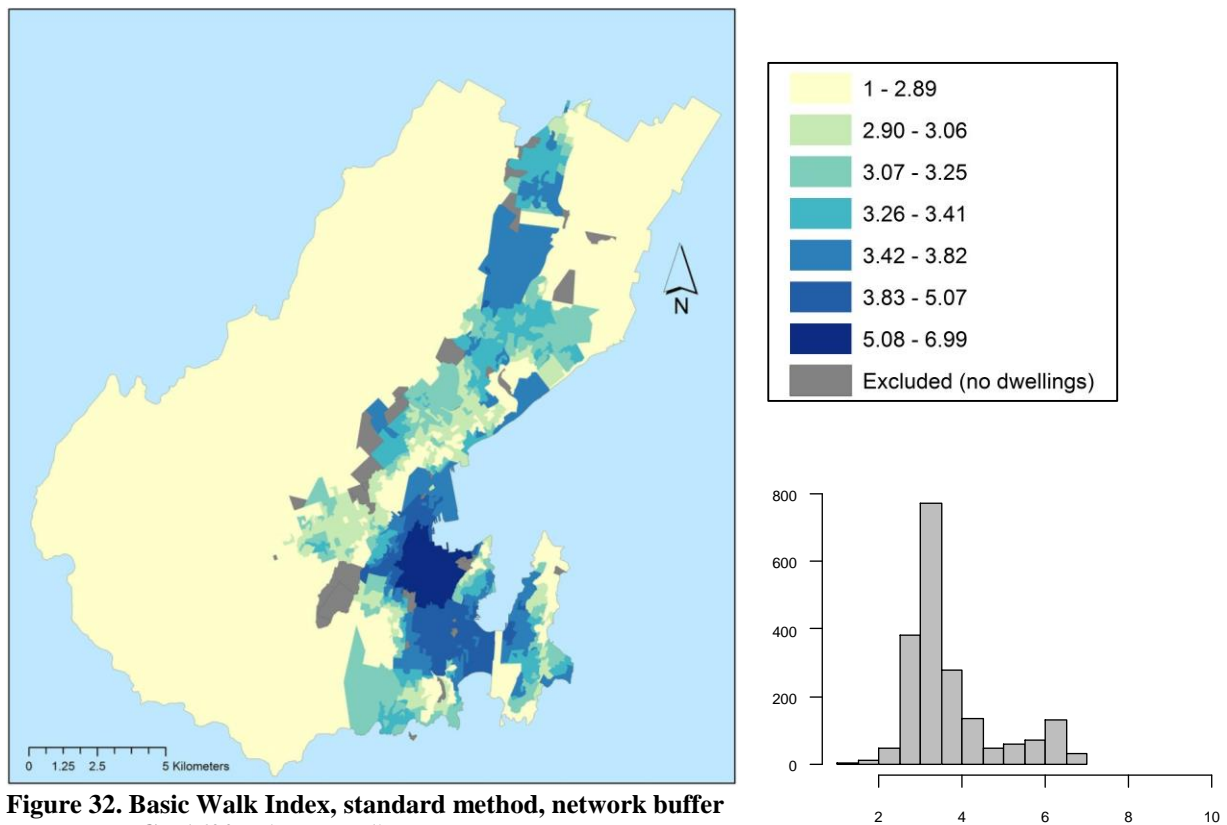 1 - 2.89
2.90 - 3.06
3.07 - 3.25
3.26 - 3.41
3.42 - 3.82
3.83 - 5.07
5.08 - 6.99
Excluded (no dwellings)
N
0 1.25 2.5 5 Kilometers
800
600
400
200
0
2 4 6 8 10
Figure 32. Basic Walk Index, standard method, network buffer